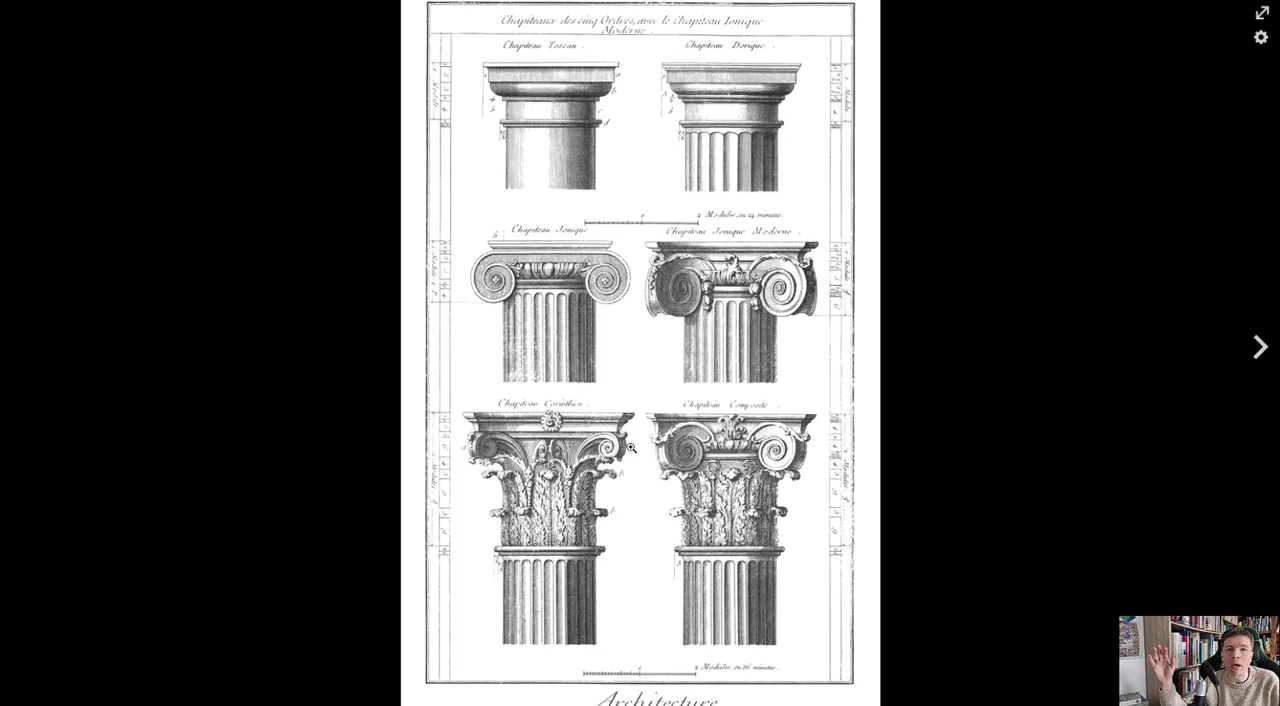 Chapiteaux des cinq Ordres, avec le Chapiteau Ionique
Moderne.
Chapiteau Toscan.
Chapiteau Dorique.
2 Modules, ou 24 minutes.
Chapiteau Ionique.
Chapiteau Ionique Moderne.
Chapiteau Corinthien.
Chapiteau Composite.
2 Modules, ou 36 minutes.
Architecture